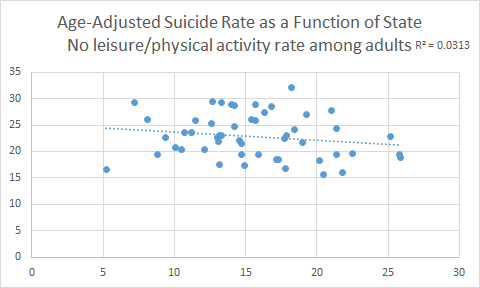 Age-Adjusted Suicide Rate as a Function of State
No leisure/physical activity rate among adults R² = 0.0313
35
30
25
20
15
10
5
0
0 5 10 15 20 25 30